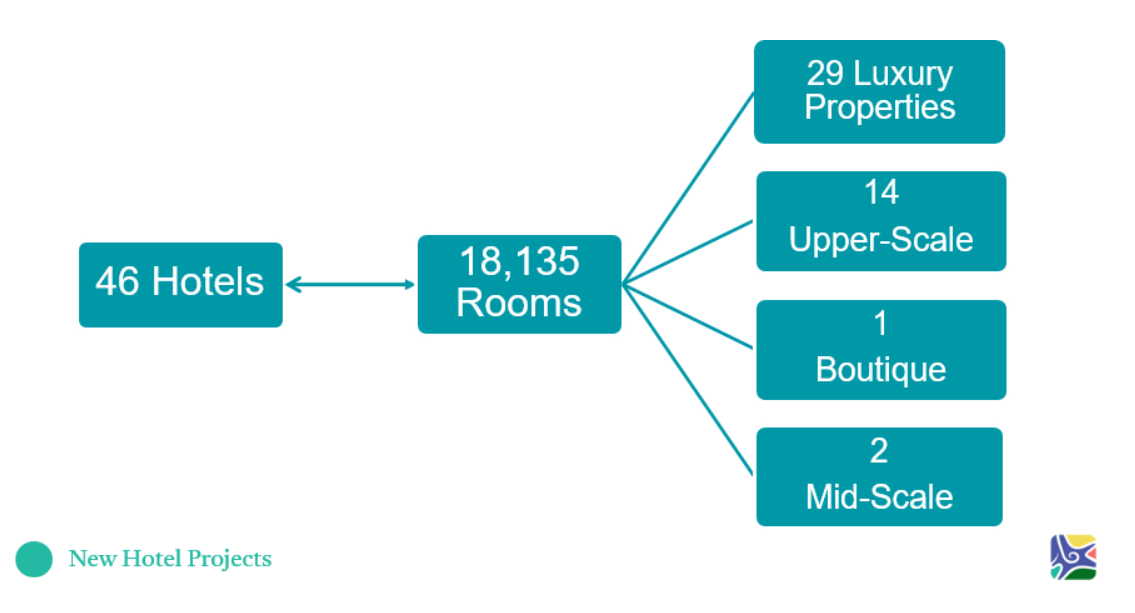 46 Hotels
18,135
Rooms
29 Luxury
Properties
14
Upper-Scale
1
Boutique
2
Mid-Scale
New Hotel Projects